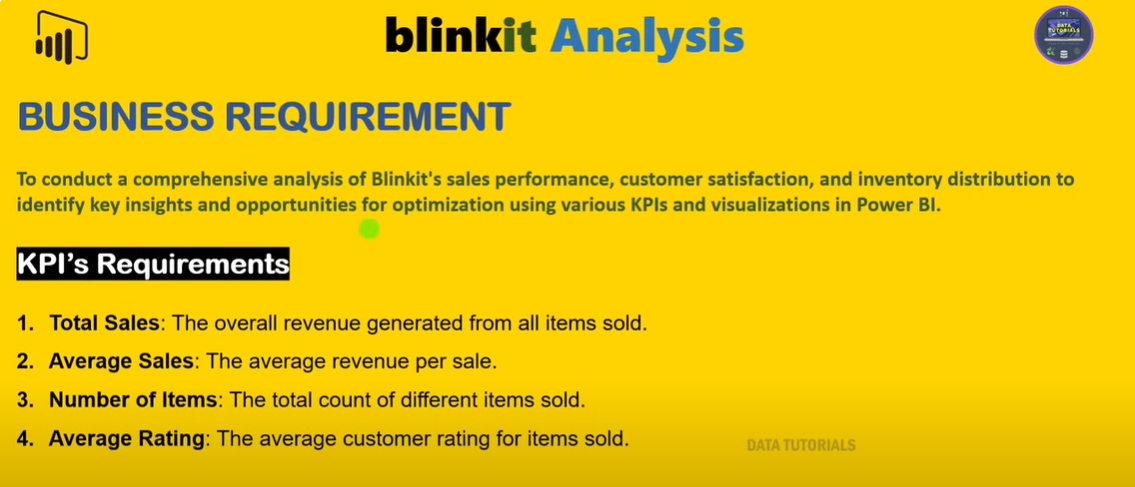 blinkit Analysis
DATA
TUTORIALS
BUSINESS REQUIREMENT
To conduct a comprehensive analysis of Blinkit's sales performance, customer satisfaction, and inventory distribution to
identify key insights and opportunities for optimization using various KPIs and visualizations in Power BI.
KPI’s Requirements
1. Total Sales: The overall revenue generated from all items sold.
2. Average Sales: The average revenue per sale.
3. Number of Items: The total count of different items sold.
4. Average Rating: The average customer rating for items sold.
DATA TUTORIALS